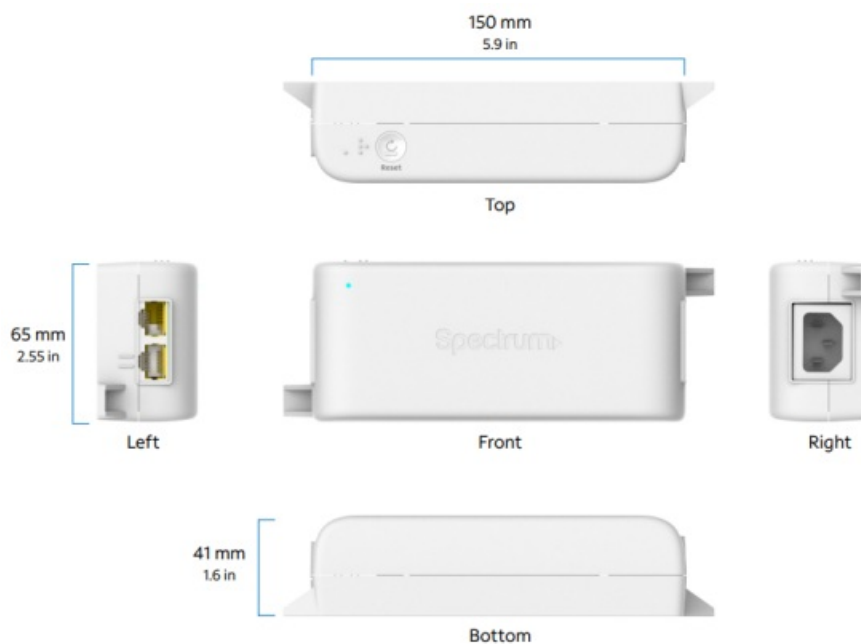 150 mm
5.9 in
Reset
Top
65 mm
2.55 in
Spectrum
Left
Front
Right
41 mm
1.6 in
Bottom